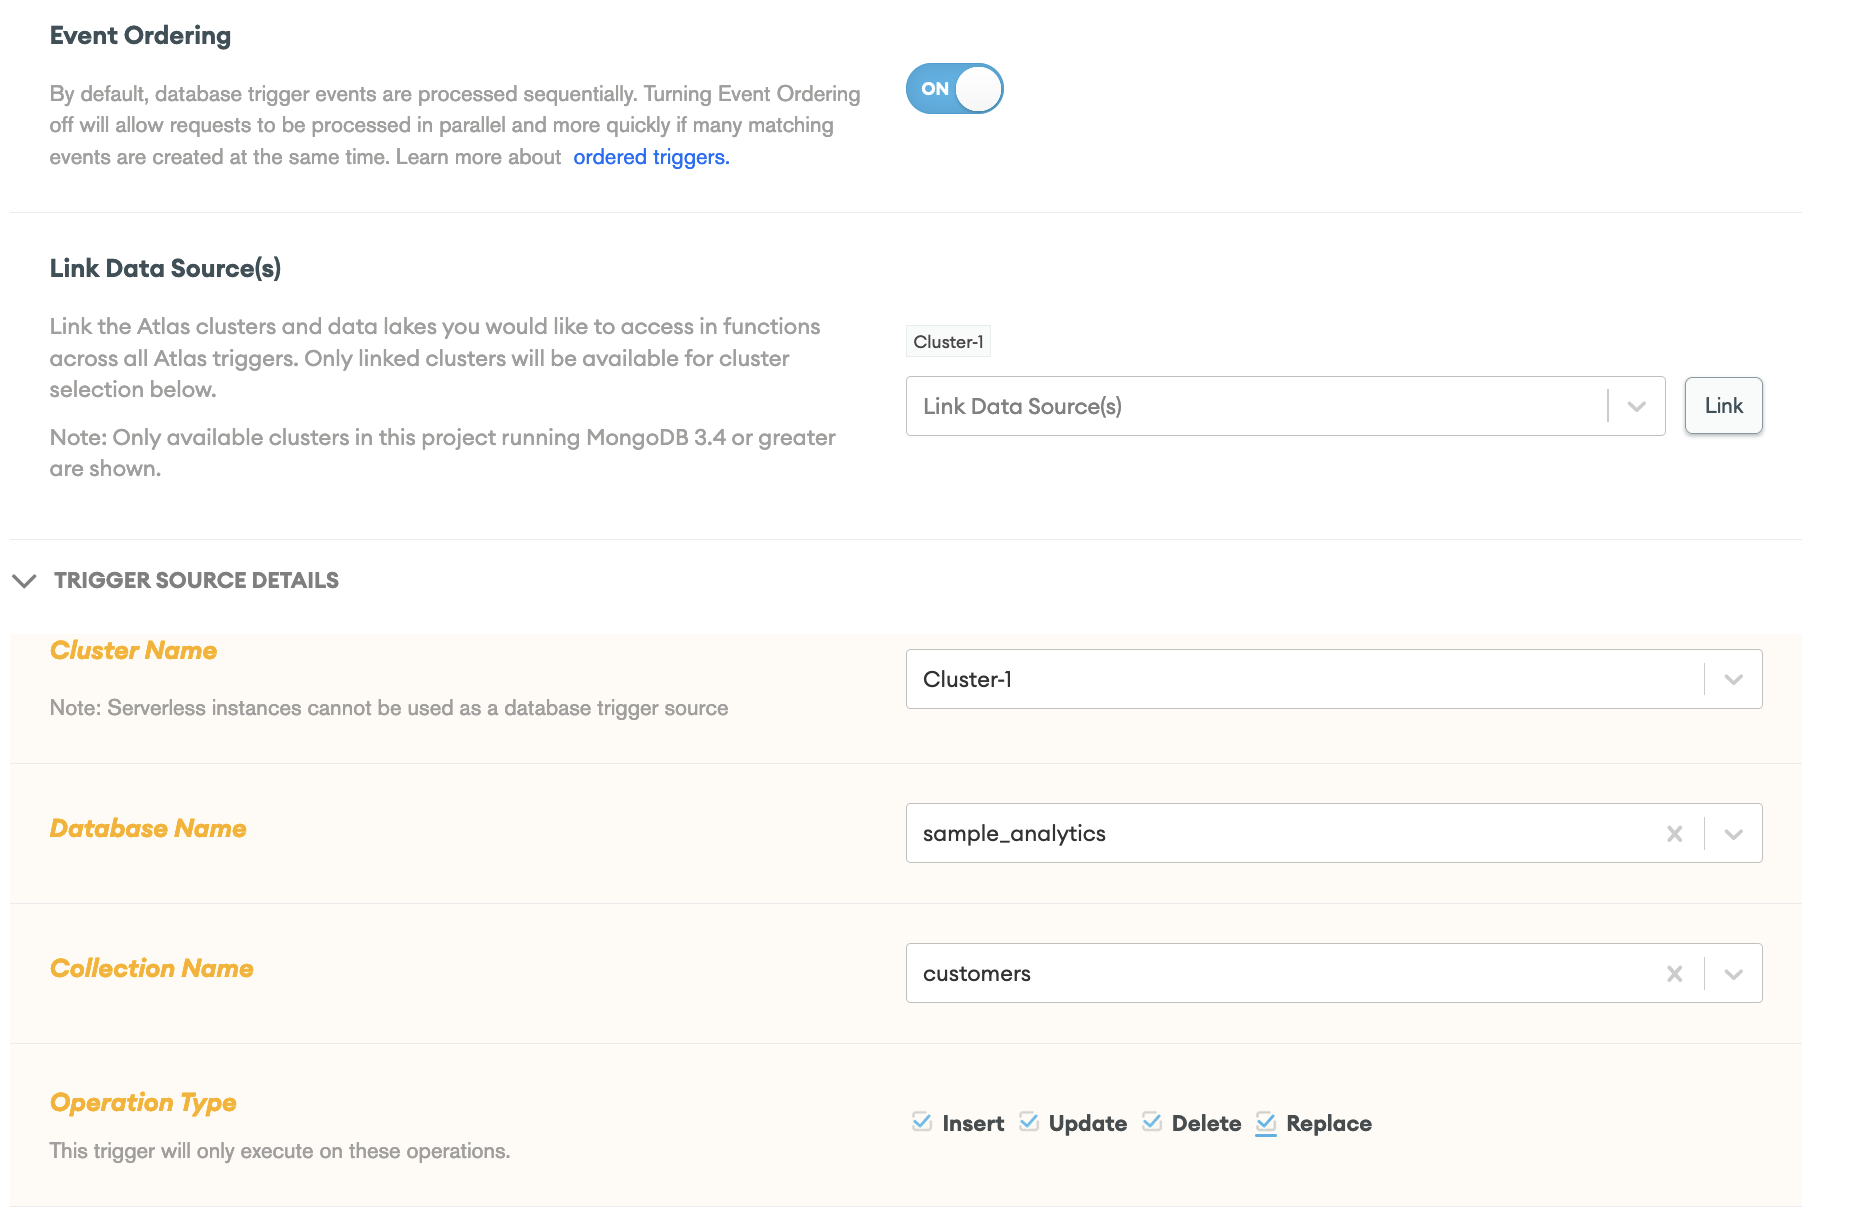 Event Ordering
By default, database trigger events are processed sequentially. Turning Event Ordering
off will allow requests to be processed in parallel and more quickly if many matching
events are created at the same time. Learn more about ordered triggers.
ON
Link Data Source(s)
Link the Atlas clusters and data lakes you would like to access in functions
across all Atlas triggers. Only linked clusters will be available for cluster
selection below.
Note: Only available clusters in this project running MongoDB 3.4 or greater
are shown.
Cluster-1
Link Data Source(s)
Link
TRIGGER SOURCE DETAILS
Cluster Name
Note: Serverless instances cannot be used as a database trigger source
Cluster-1
Database Name
sample_analytics
Collection Name
customers
Operation Type
This trigger will only execute on these operations.
Insert Update Delete Replace